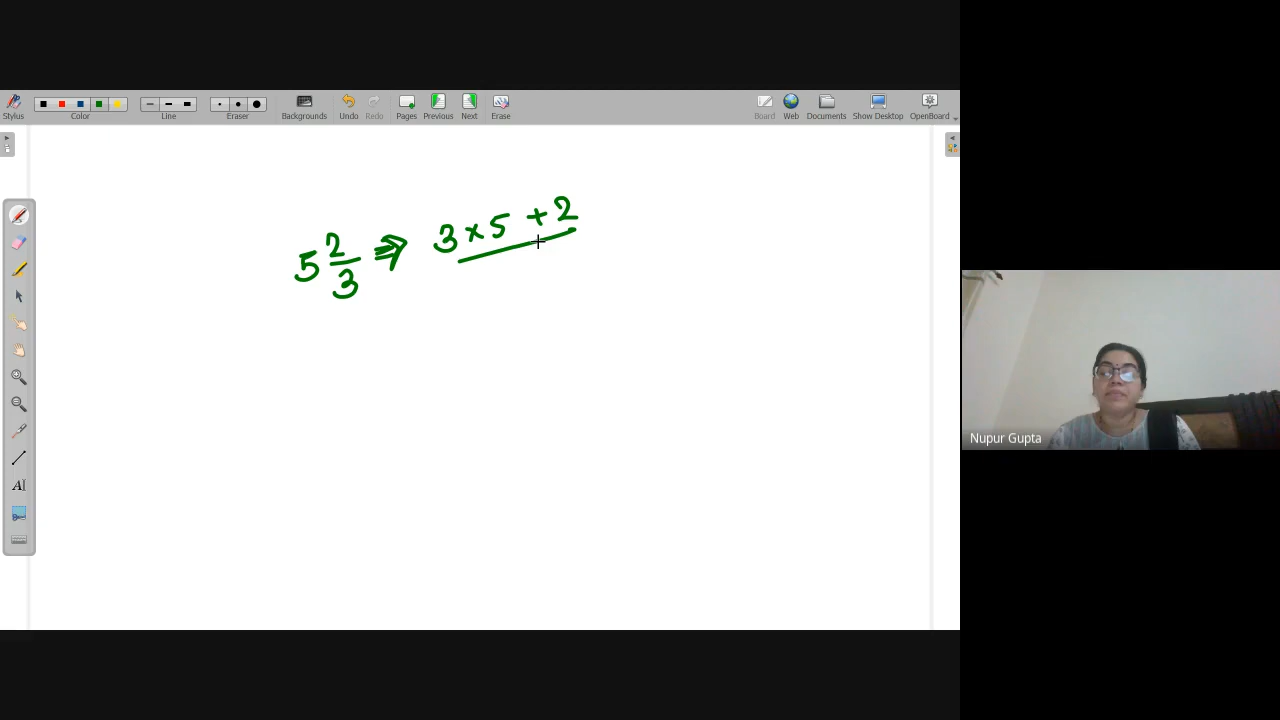 Stylus Color Line Eraser Backgrounds Undo Redo Pages Previous Next Erase Board Web Documents Show Desktop OpenBoard
5 2/3 ⇒ 3 × 5 + 2
AI
Nupur Gupta